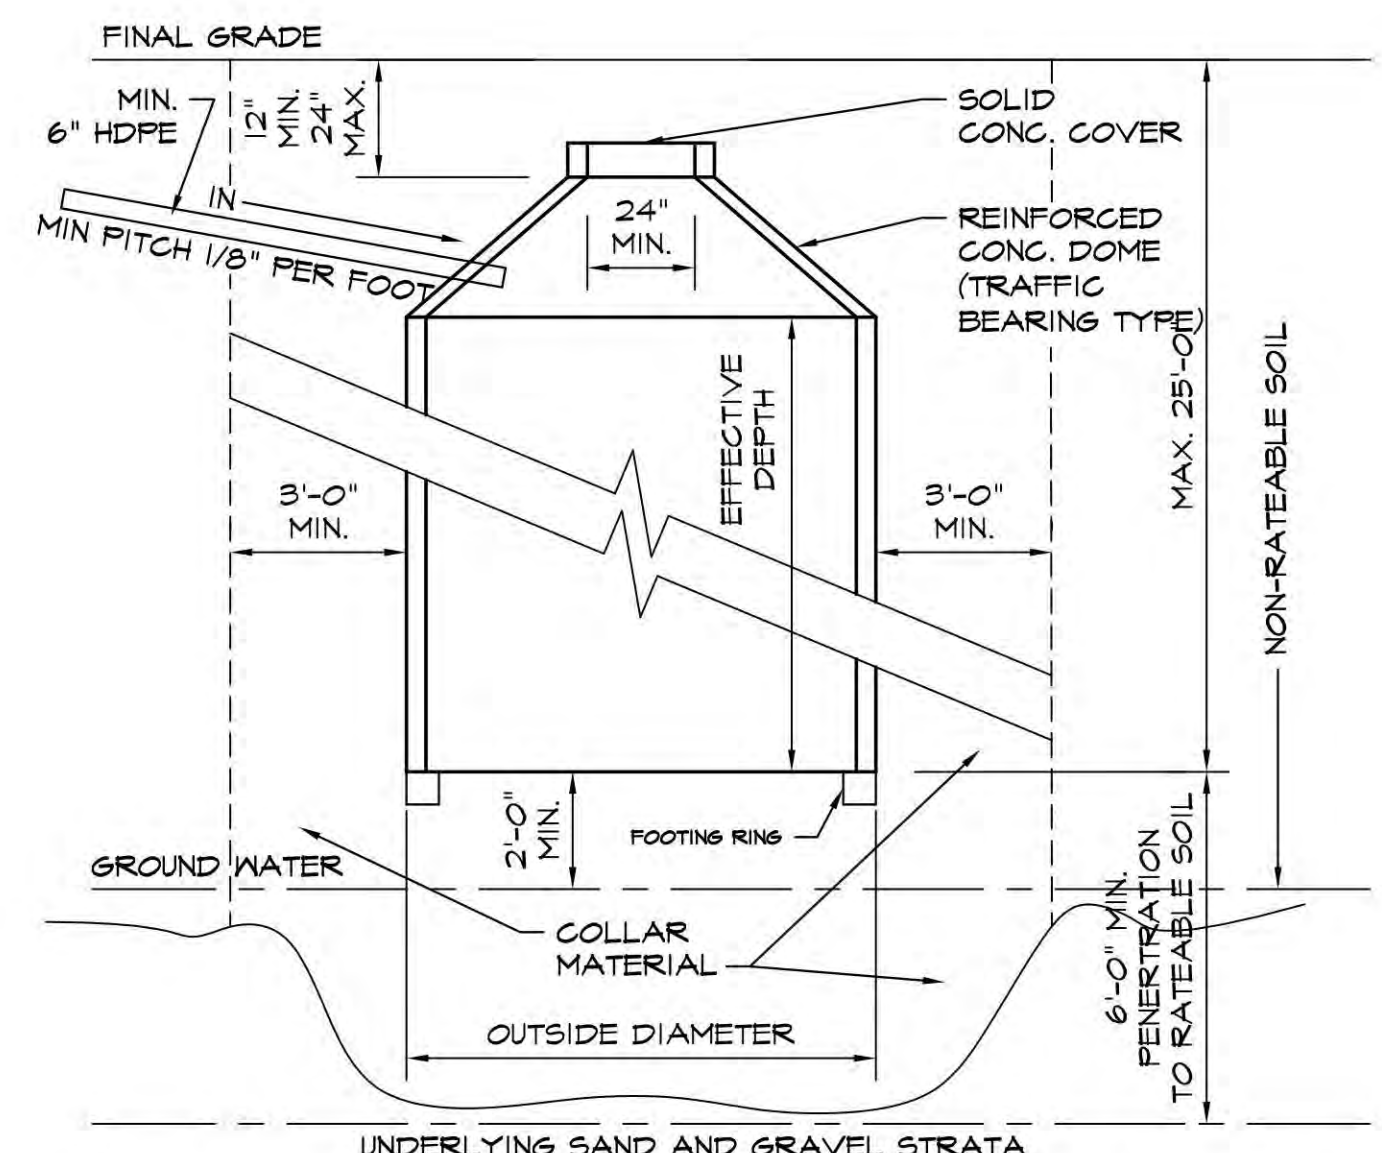 FINAL GRADE
MIN.
6" HDPE
12"
MIN.
24"
MAX.
SOLID
CONC. COVER
IN
MIN PITCH 1/8" PER FOOT
24"
MIN.
REINFORCED
CONC. DOME
(TRAFFIC
BEARING TYPE)
MAX. 25'-0"
NON-RATEABLE SOIL
EFFECTIVE
DEPTH
3'-0"
MIN.
3'-0"
MIN.
2'-0"
MIN.
FOOTING RING
GROUND WATER
COLLAR
MATERIAL
6'-0" MIN.
PENERTRATION
TO RATEABLE SOIL
OUTSIDE DIAMETER
UNDERLYING SAND AND GRAVEL STRATA